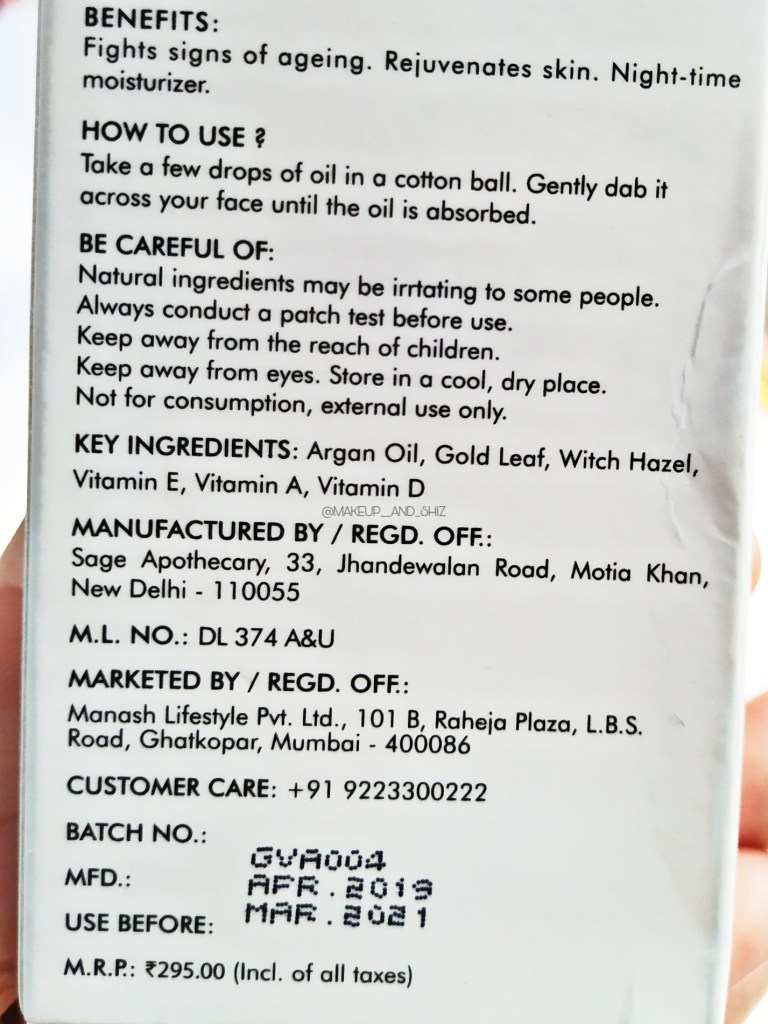 BENEFITS:
Fights signs of ageing. Rejuvenates skin. Night-time
moisturizer.
HOW TO USE ?
Take a few drops of oil in a cotton ball. Gently dab it
across your face until the oil is absorbed.
BE CAREFUL OF:
Natural ingredients may be irrtating to some people.
Always conduct a patch test before use.
Keep away from the reach of children.
Keep away from eyes. Store in a cool, dry place.
Not for consumption, external use only.
KEY INGREDIENTS: Argan Oil, Gold Leaf, Witch Hazel,
Vitamin E, Vitamin A, Vitamin D
@MAKEUP_AND_SHIZ
MANUFACTURED BY / REGD. OFF.:
Sage Apothecary, 33, Jhandewalan Road, Motia Khan,
New Delhi - 110055
M.L. NO.: DL 374 A&U
MARKETED BY / REGD. OFF.:
Manash Lifestyle Pvt. Ltd., 101 B, Raheja Plaza, L.B.S.
Road, Ghatkopar, Mumbai - 400086
CUSTOMER CARE: +91 9223300222
BATCH NO.: GVA004
MFD.: APR.2019
USE BEFORE: MAR.2021
M.R.P.: ₹295.00 (Incl. of all taxes)